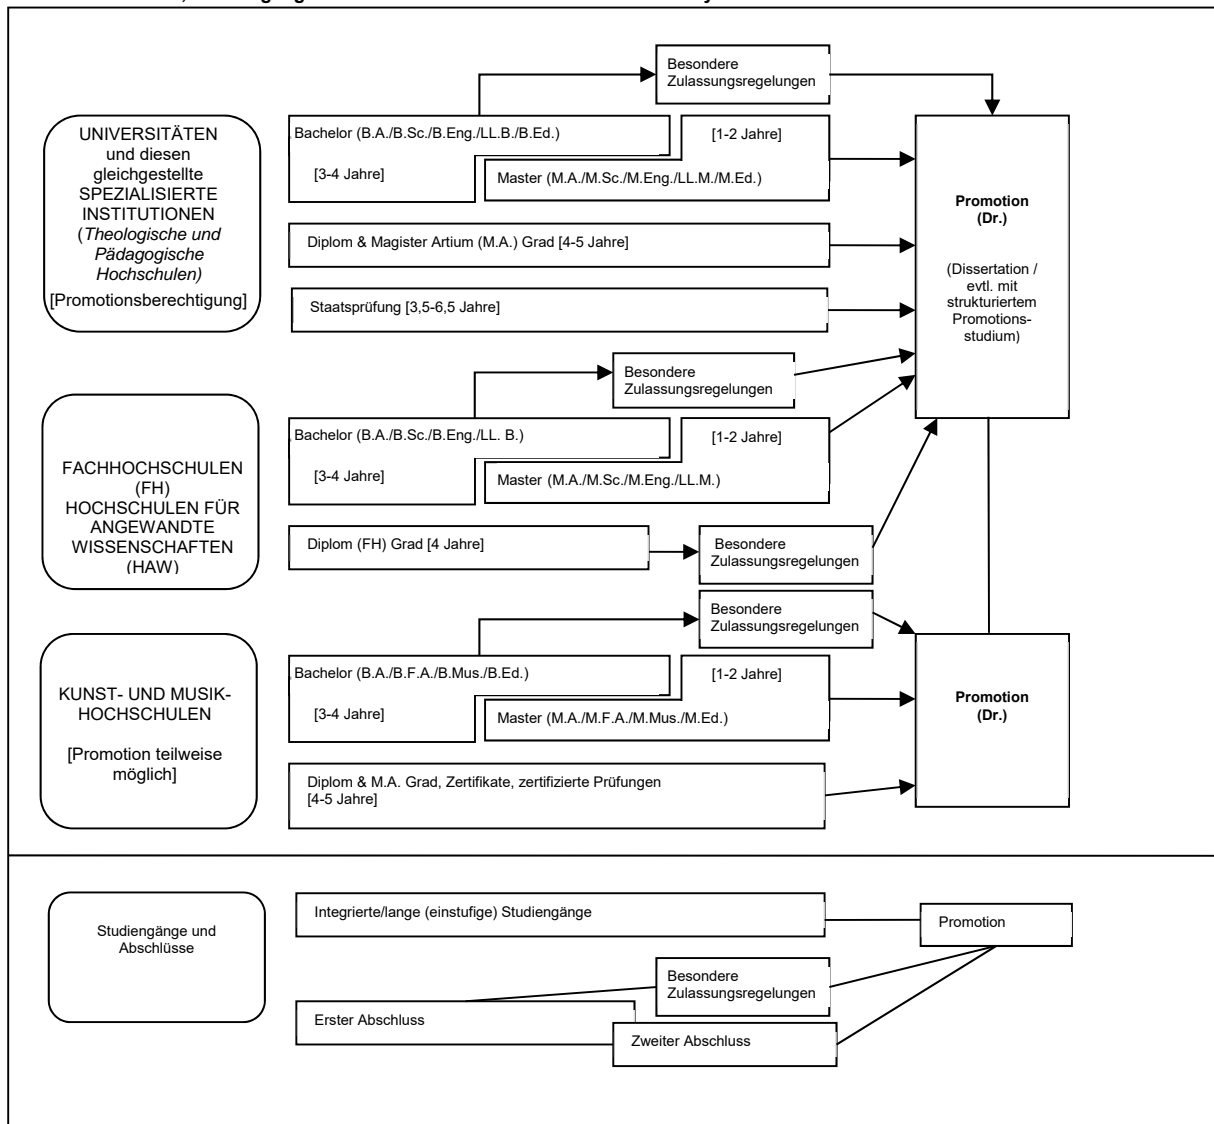 Besondere
Zulassungsregelungen
UNIVERSITÄTEN
und diesen
gleichgestellte
SPEZIALISIERTE
INSTITUTIONEN
(Theologische und
Pädagogische
Hochschulen)
[Promotionsberechtigung]
Bachelor (B.A./B.Sc./B.Eng./LL.B./B.Ed.)
[3-4 Jahre]
[1-2 Jahre]
Master (M.A./M.Sc./M.Eng./LL.M./M.Ed.)
Diplom & Magister Artium (M.A.) Grad [4-5 Jahre]
Staatsprüfung [3,5-6,5 Jahre]
Promotion
(Dr.)
(Dissertation /
evtl. mit
strukturiertem
Promotions-
studium)
Besondere
Zulassungsregelungen
FACHHOCHSCHULEN
(FH)
HOCHSCHULEN FÜR
ANGEWANDTE
WISSENSCHAFTEN
(HAW)
Bachelor (B.A./B.Sc./B.Eng./LL. B.)
[3-4 Jahre]
[1-2 Jahre]
Master (M.A./M.Sc./M.Eng./LL.M.)
Diplom (FH) Grad [4 Jahre]
Besondere
Zulassungsregelungen
Besondere
Zulassungsregelungen
KUNST- UND MUSIK-
HOCHSCHULEN
[Promotion teilweise
möglich]
Bachelor (B.A./B.F.A./B.Mus./B.Ed.)
[3-4 Jahre]
[1-2 Jahre]
Master (M.A./M.F.A./M.Mus./M.Ed.)
Diplom & M.A. Grad, Zertifikate, zertifizierte Prüfungen
[4-5 Jahre]
Promotion
(Dr.)
Studiengänge und
Abschlüsse
Integrierte/lange (einstufige) Studiengänge
Promotion
Besondere
Zulassungsregelungen
Erster Abschluss
Zweiter Abschluss